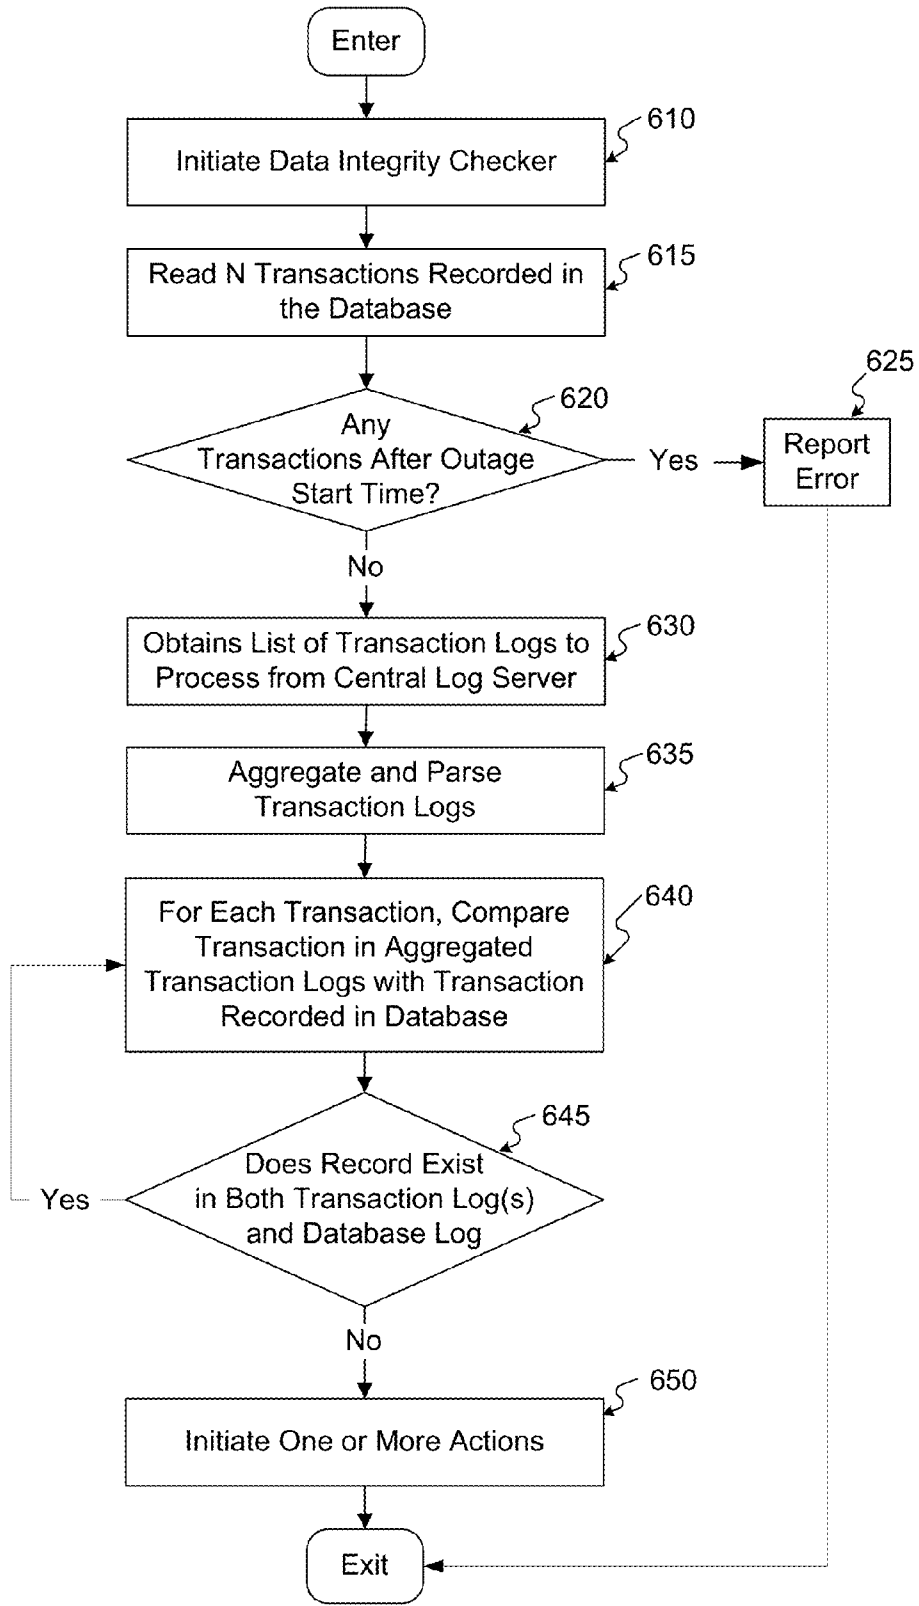 Enter
610
Initiate Data Integrity Checker
615
Read N Transactions Recorded in
the Database
620
Any
Transactions After Outage
Start Time?
Yes
625
Report
Error
No
630
Obtains List of Transaction Logs to
Process from Central Log Server
635
Aggregate and Parse
Transaction Logs
640
For Each Transaction, Compare
Transaction in Aggregated
Transaction Logs with Transaction
Recorded in Database
645
Does Record Exist
in Both Transaction Log(s)
and Database Log
Yes
No
650
Initiate One or More Actions
Exit